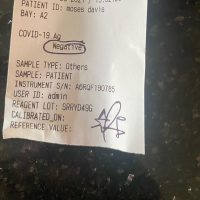 PATIENT ID: moses davis
BAY: A2
COVID-19 Ag
Negative
SAMPLE TYPE: Others
SAMPLE: PATIENT
INSTRUMENT S/N: A6RQF190765
USER ID: admin
REAGENT LOT: SRRYD49G
CALIBRATED_ON:
REFERENCE VALUE: